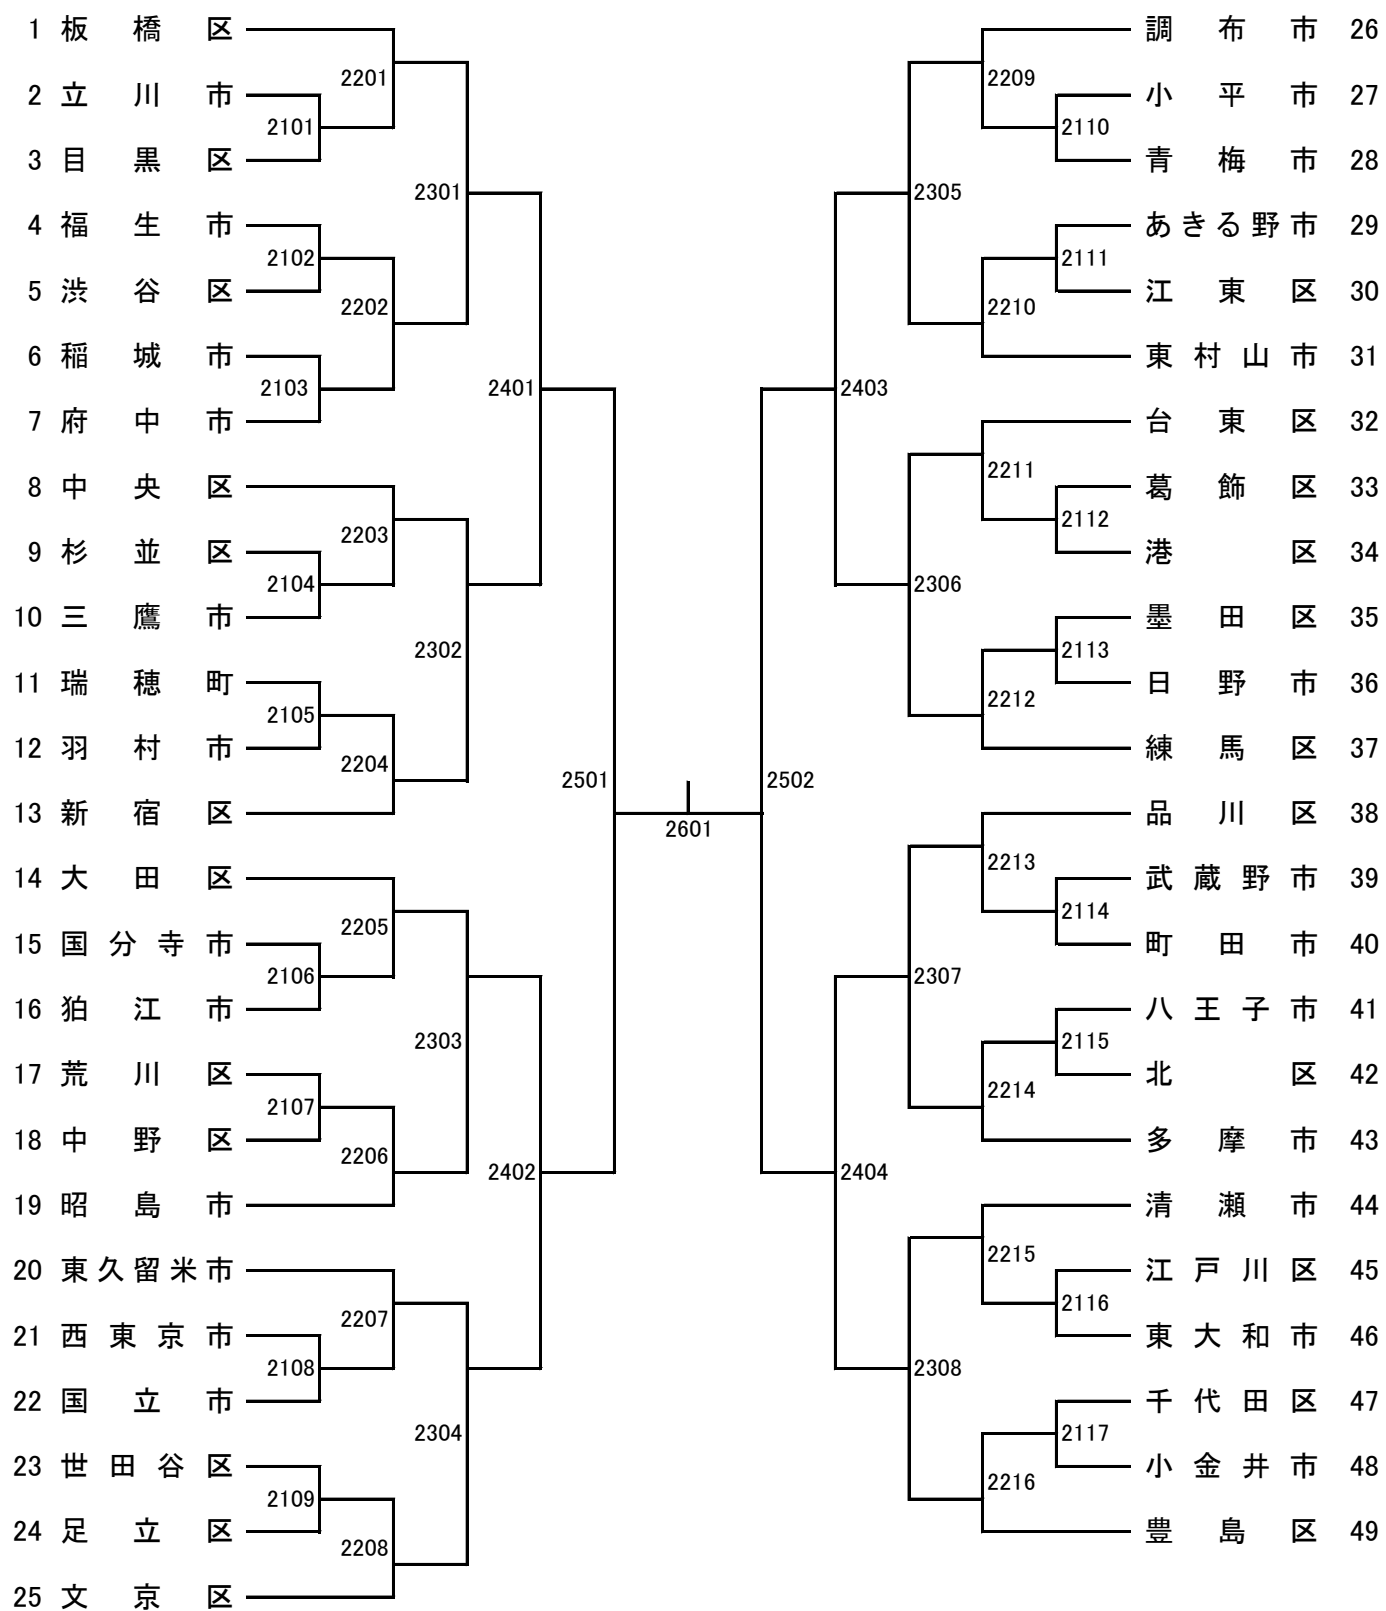 1 板橋区
2 立川市
3 目黒区
4 福生市
5 渋谷区
6 稲城市
7 府中市
8 中央区
9 杉並区
10 三鷹市
11 瑞穂町
12 羽村市
13 新宿区
14 大田区
15 国分寺市
16 狛江市
17 荒川区
18 中野区
19 昭島市
20 東久留米市
21 西東京市
22 国立市
23 世田谷区
24 足立区
25 文京区
2101
2102
2103
2104
2105
2106
2107
2108
2109
2201
2202
2203
2204
2205
2206
2207
2208
2301
2302
2303
2304
2401
2402
2501
2601
2502
2403
2404
2305
2306
2307
2308
2209
2210
2211
2212
2213
2214
2215
2216
2110
2111
2112
2113
2114
2115
2116
2117
調布市 26
小平市 27
青梅市 28
あきる野市 29
江東区 30
東村山市 31
台東区 32
葛飾区 33
港区 34
墨田区 35
日野市 36
練馬区 37
品川区 38
武蔵野市 39
町田市 40
八王子市 41
北区 42
多摩市 43
清瀬市 44
江戸川区 45
東大和市 46
千代田区 47
小金井市 48
豊島区 49